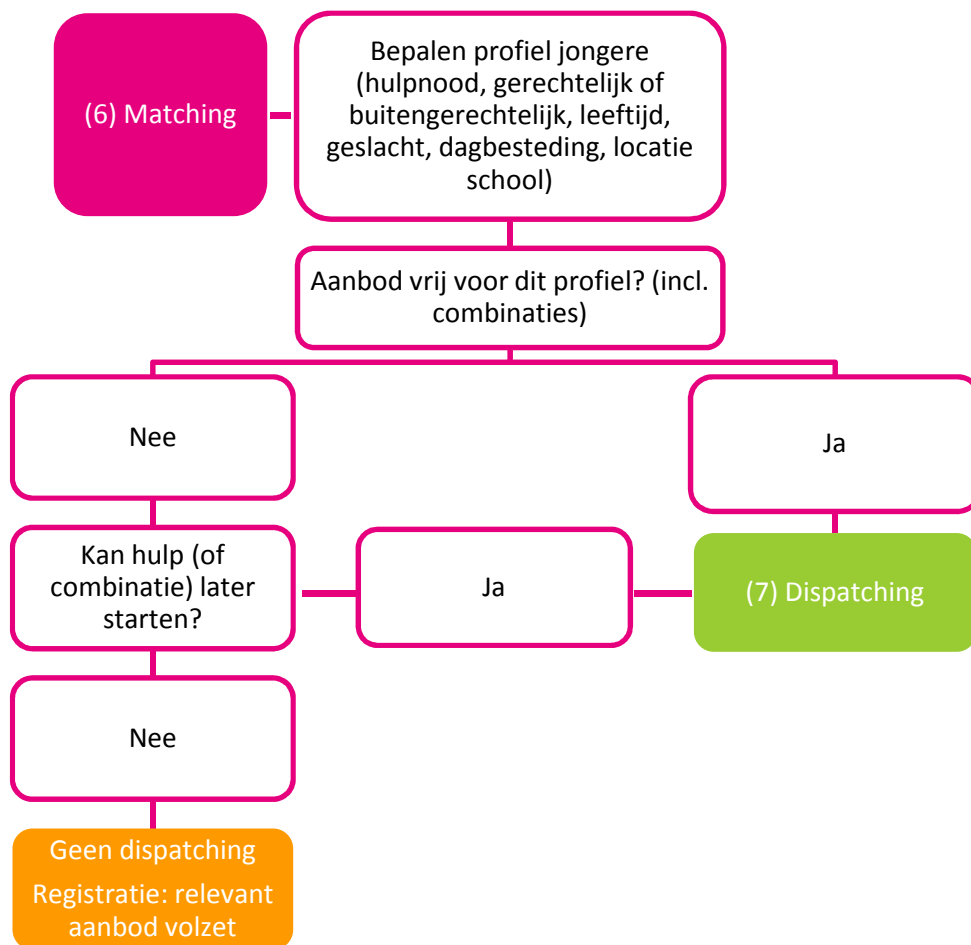 (6) Matching
Bepalen profiel jongere
(hulpnood, gerechtelijk of
buitengerechtelijk, leeftijd,
geslacht, dagbesteding, locatie
school)
Aanbod vrij voor dit profiel? (incl.
combinaties)
Nee
Ja
Kan hulp (of
combinatie) later
starten?
Ja
(7) Dispatching
Nee
Geen dispatching
Registratie: relevant
aanbod volzet